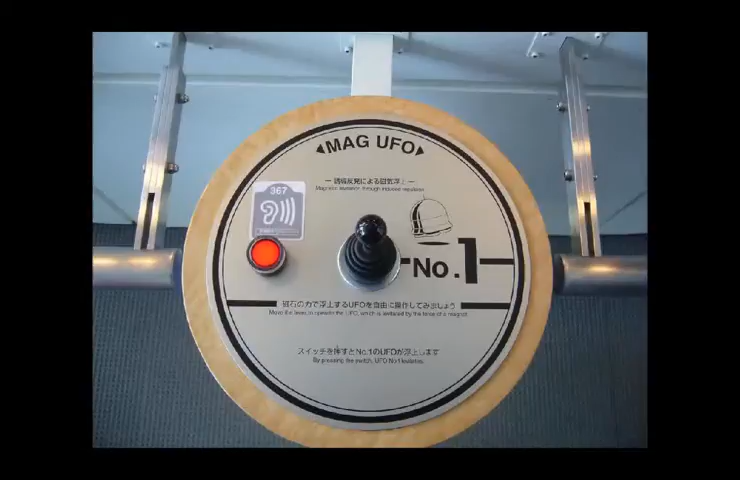 ◀MAG UFO▶
― 誘導反発による磁気浮上 ―
Magnetic levitation through induced repulsion
367
No.1
磁石の力で浮上するUFOを自由に操作してみましょう
Move the lever to operate the UFO, which is levitated by the force of a magnet.
スイッチを押すとNo.1のUFOが浮上します
By pressing the switch, UFO No.1 levitates.